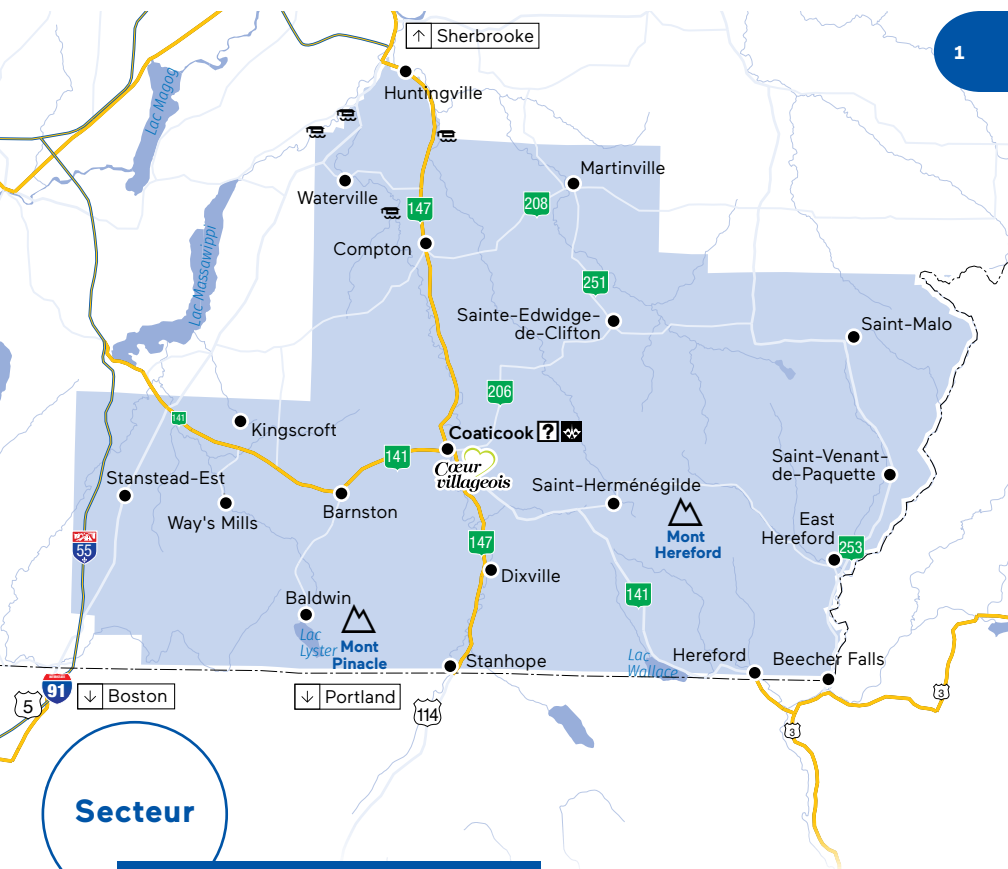 ↑ Sherbrooke
1
Huntingville
Lac Magog
Martinville
Waterville
147
208
Compton
Lac Massawippi
251
Sainte-Edwidge-
de-Clifton
Saint-Malo
206
141
Kingscroft
Coaticook ?
141
Cœur
villageois
Saint-Venant-
de-Paquette
Stanstead-Est
Saint-Herménégilde
Way's Mills
Barnston
Mont
Hereford
East
Hereford
253
55
147
Dixville
141
Baldwin
Lac
Lyster
Mont
Pinacle
Stanhope
Lac
Wallace
Hereford
Beecher Falls
91
5
↓ Boston
↓ Portland
114
3
3
Secteur